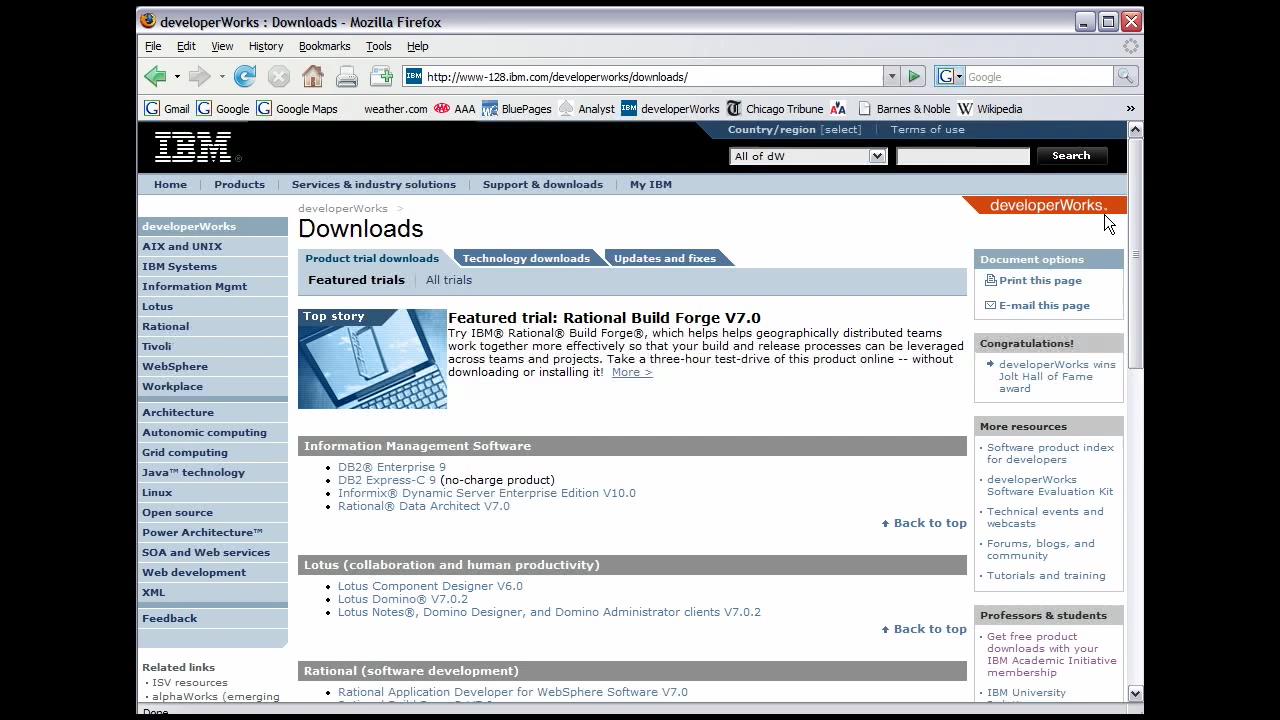 developerWorks : Downloads - Mozilla Firefox
File Edit View History Bookmarks Tools Help
IBM http://www-128.ibm.com/developerworks/downloads/ G Google
Gmail Google Google Maps weather.com AAA BluePages Analyst developerWorks Chicago Tribune Barnes & Noble Wikipedia »
IBM®
Country/region [select] Terms of use
All of dW Search
Home Products Services & industry solutions Support & downloads My IBM
developerWorks.
developerWorks >
Downloads
developerWorks
AIX and UNIX
IBM Systems
Information Mgmt
Lotus
Rational
Tivoli
WebSphere
Workplace
Architecture
Autonomic computing
Grid computing
Java™ technology
Linux
Open source
Power Architecture™
SOA and Web services
Web development
XML
Feedback
Related links
· ISV resources
· alphaWorks (emerging
Product trial downloads Technology downloads Updates and fixes
Featured trials All trials
Top story
Featured trial: Rational Build Forge V7.0
Try IBM® Rational® Build Forge®, which helps helps geographically distributed teams
work together more effectively so that your build and release processes can be leveraged
across teams and projects. Take a three-hour test-drive of this product online -- without
downloading or installing it! More >
Information Management Software
• DB2® Enterprise 9
• DB2 Express-C 9 (no-charge product)
• Informix® Dynamic Server Enterprise Edition V10.0
• Rational® Data Architect V7.0
Back to top
Lotus (collaboration and human productivity)
• Lotus Component Designer V6.0
• Lotus Domino® V7.0.2
• Lotus Notes®, Domino Designer, and Domino Administrator clients V7.0.2
Back to top
Rational (software development)
• Rational Application Developer for WebSphere Software V7.0
Document options
Print this page
E-mail this page
Congratulations!
developerWorks wins
Jolt Hall of Fame
award
More resources
· Software product index
for developers
· developerWorks
Software Evaluation Kit
· Technical events and
webcasts
· Forums, blogs, and
community
· Tutorials and training
Professors & students
· Get free product
downloads with your
IBM Academic Initiative
membership
· IBM University
Done